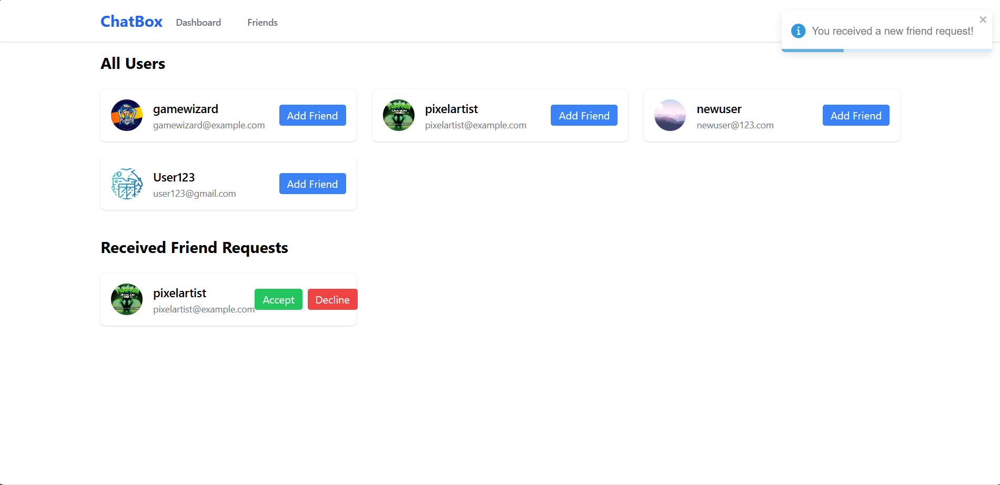 ChatBox Dashboard Friends
You received a new friend request!
All Users
gamewizard
gamewizard@example.com
Add Friend
pixelartist
pixelartist@example.com
Add Friend
newuser
newuser@123.com
Add Friend
User123
user123@gmail.com
Add Friend
Received Friend Requests
pixelartist
pixelartist@example.com
Accept Decline